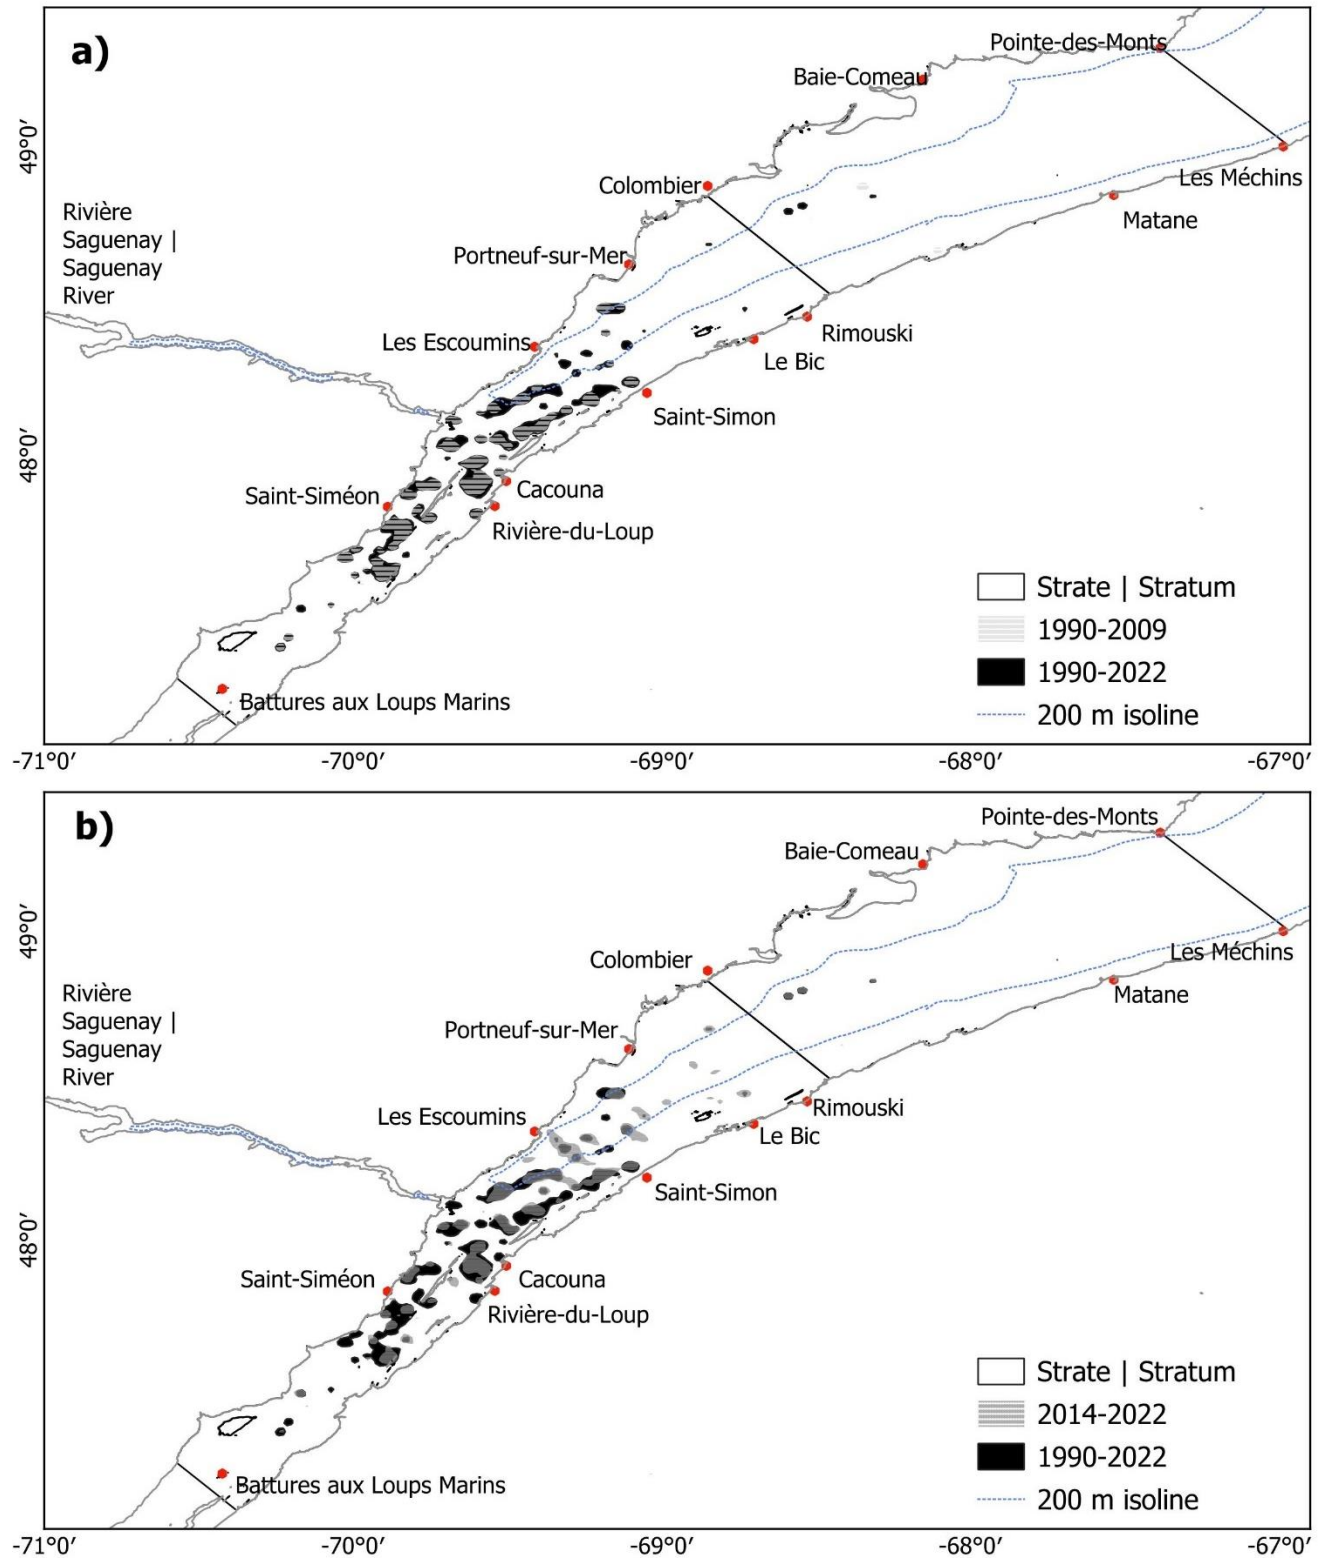 a)
Pointe-des-Monts
Baie-Comeau
49°0′
Colombier
Les Méchins
Rivière
Saguenay |
Saguenay
River
Matane
Portneuf-sur-Mer
Rimouski
Les Escoumins
Le Bic
Saint-Simon
48°0′
Saint-Siméon
Cacouna
Rivière-du-Loup
Strate | Stratum
1990-2009
1990-2022
200 m isoline
Battures aux Loups Marins
-71°0′ -70°0′ -69°0′ -68°0′ -67°0′
b)
Pointe-des-Monts
Baie-Comeau
49°0′
Les Méchins
Colombier
Rivière
Saguenay |
Saguenay
River
Matane
Portneuf-sur-Mer
Rimouski
Les Escoumins
Le Bic
Saint-Simon
48°0′
Saint-Siméon
Cacouna
Rivière-du-Loup
Strate | Stratum
2014-2022
1990-2022
200 m isoline
Battures aux Loups Marins
-71°0′ -70°0′ -69°0′ -68°0′ -67°0′